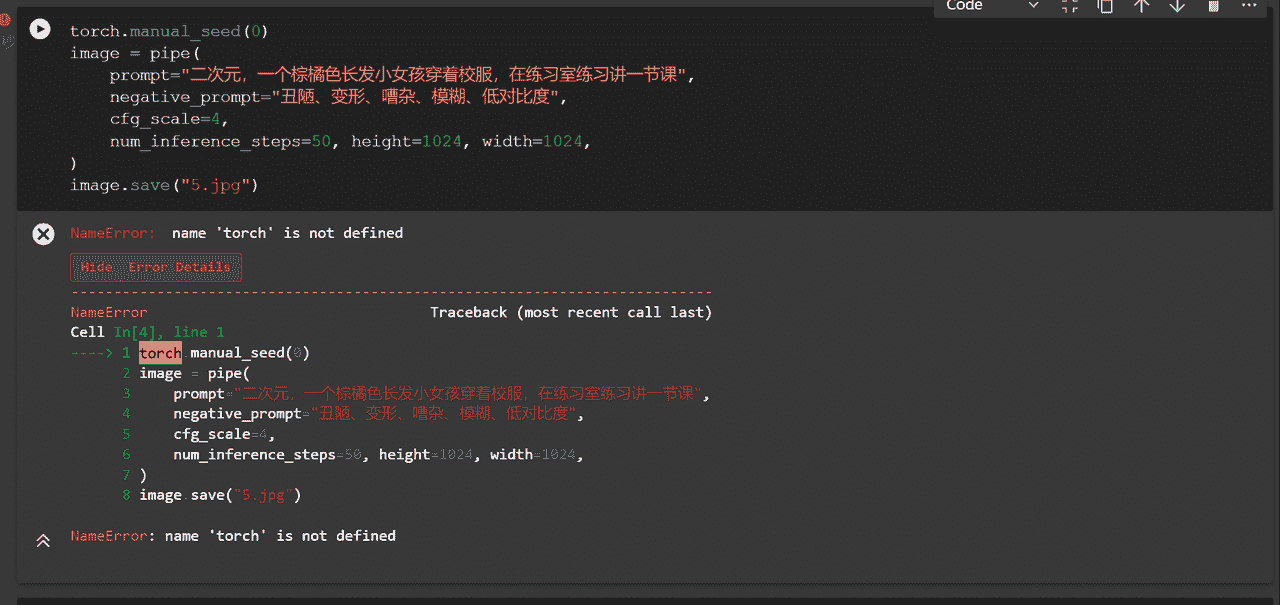 Code
torch.manual_seed(0)
image = pipe(
    prompt="二次元，一个棕橘色长发小女孩穿着校服，在练习室练习讲一节课",
    negative_prompt="丑陋、变形、嘈杂、模糊、低对比度",
    cfg_scale=4,
    num_inference_steps=50, height=1024, width=1024,
)
image.save("5.jpg")
NameError: name 'torch' is not defined
Hide Error Details
---------------------------------------------------------------------------
NameError Traceback (most recent call last)
Cell In[4], line 1
----> 1 torch.manual_seed(0)
2 image = pipe(
3     prompt="二次元，一个棕橘色长发小女孩穿着校服，在练习室练习讲一节课",
4     negative_prompt="丑陋、变形、嘈杂、模糊、低对比度",
5     cfg_scale=4,
6     num_inference_steps=50, height=1024, width=1024,
7 )
8 image.save("5.jpg")
NameError: name 'torch' is not defined